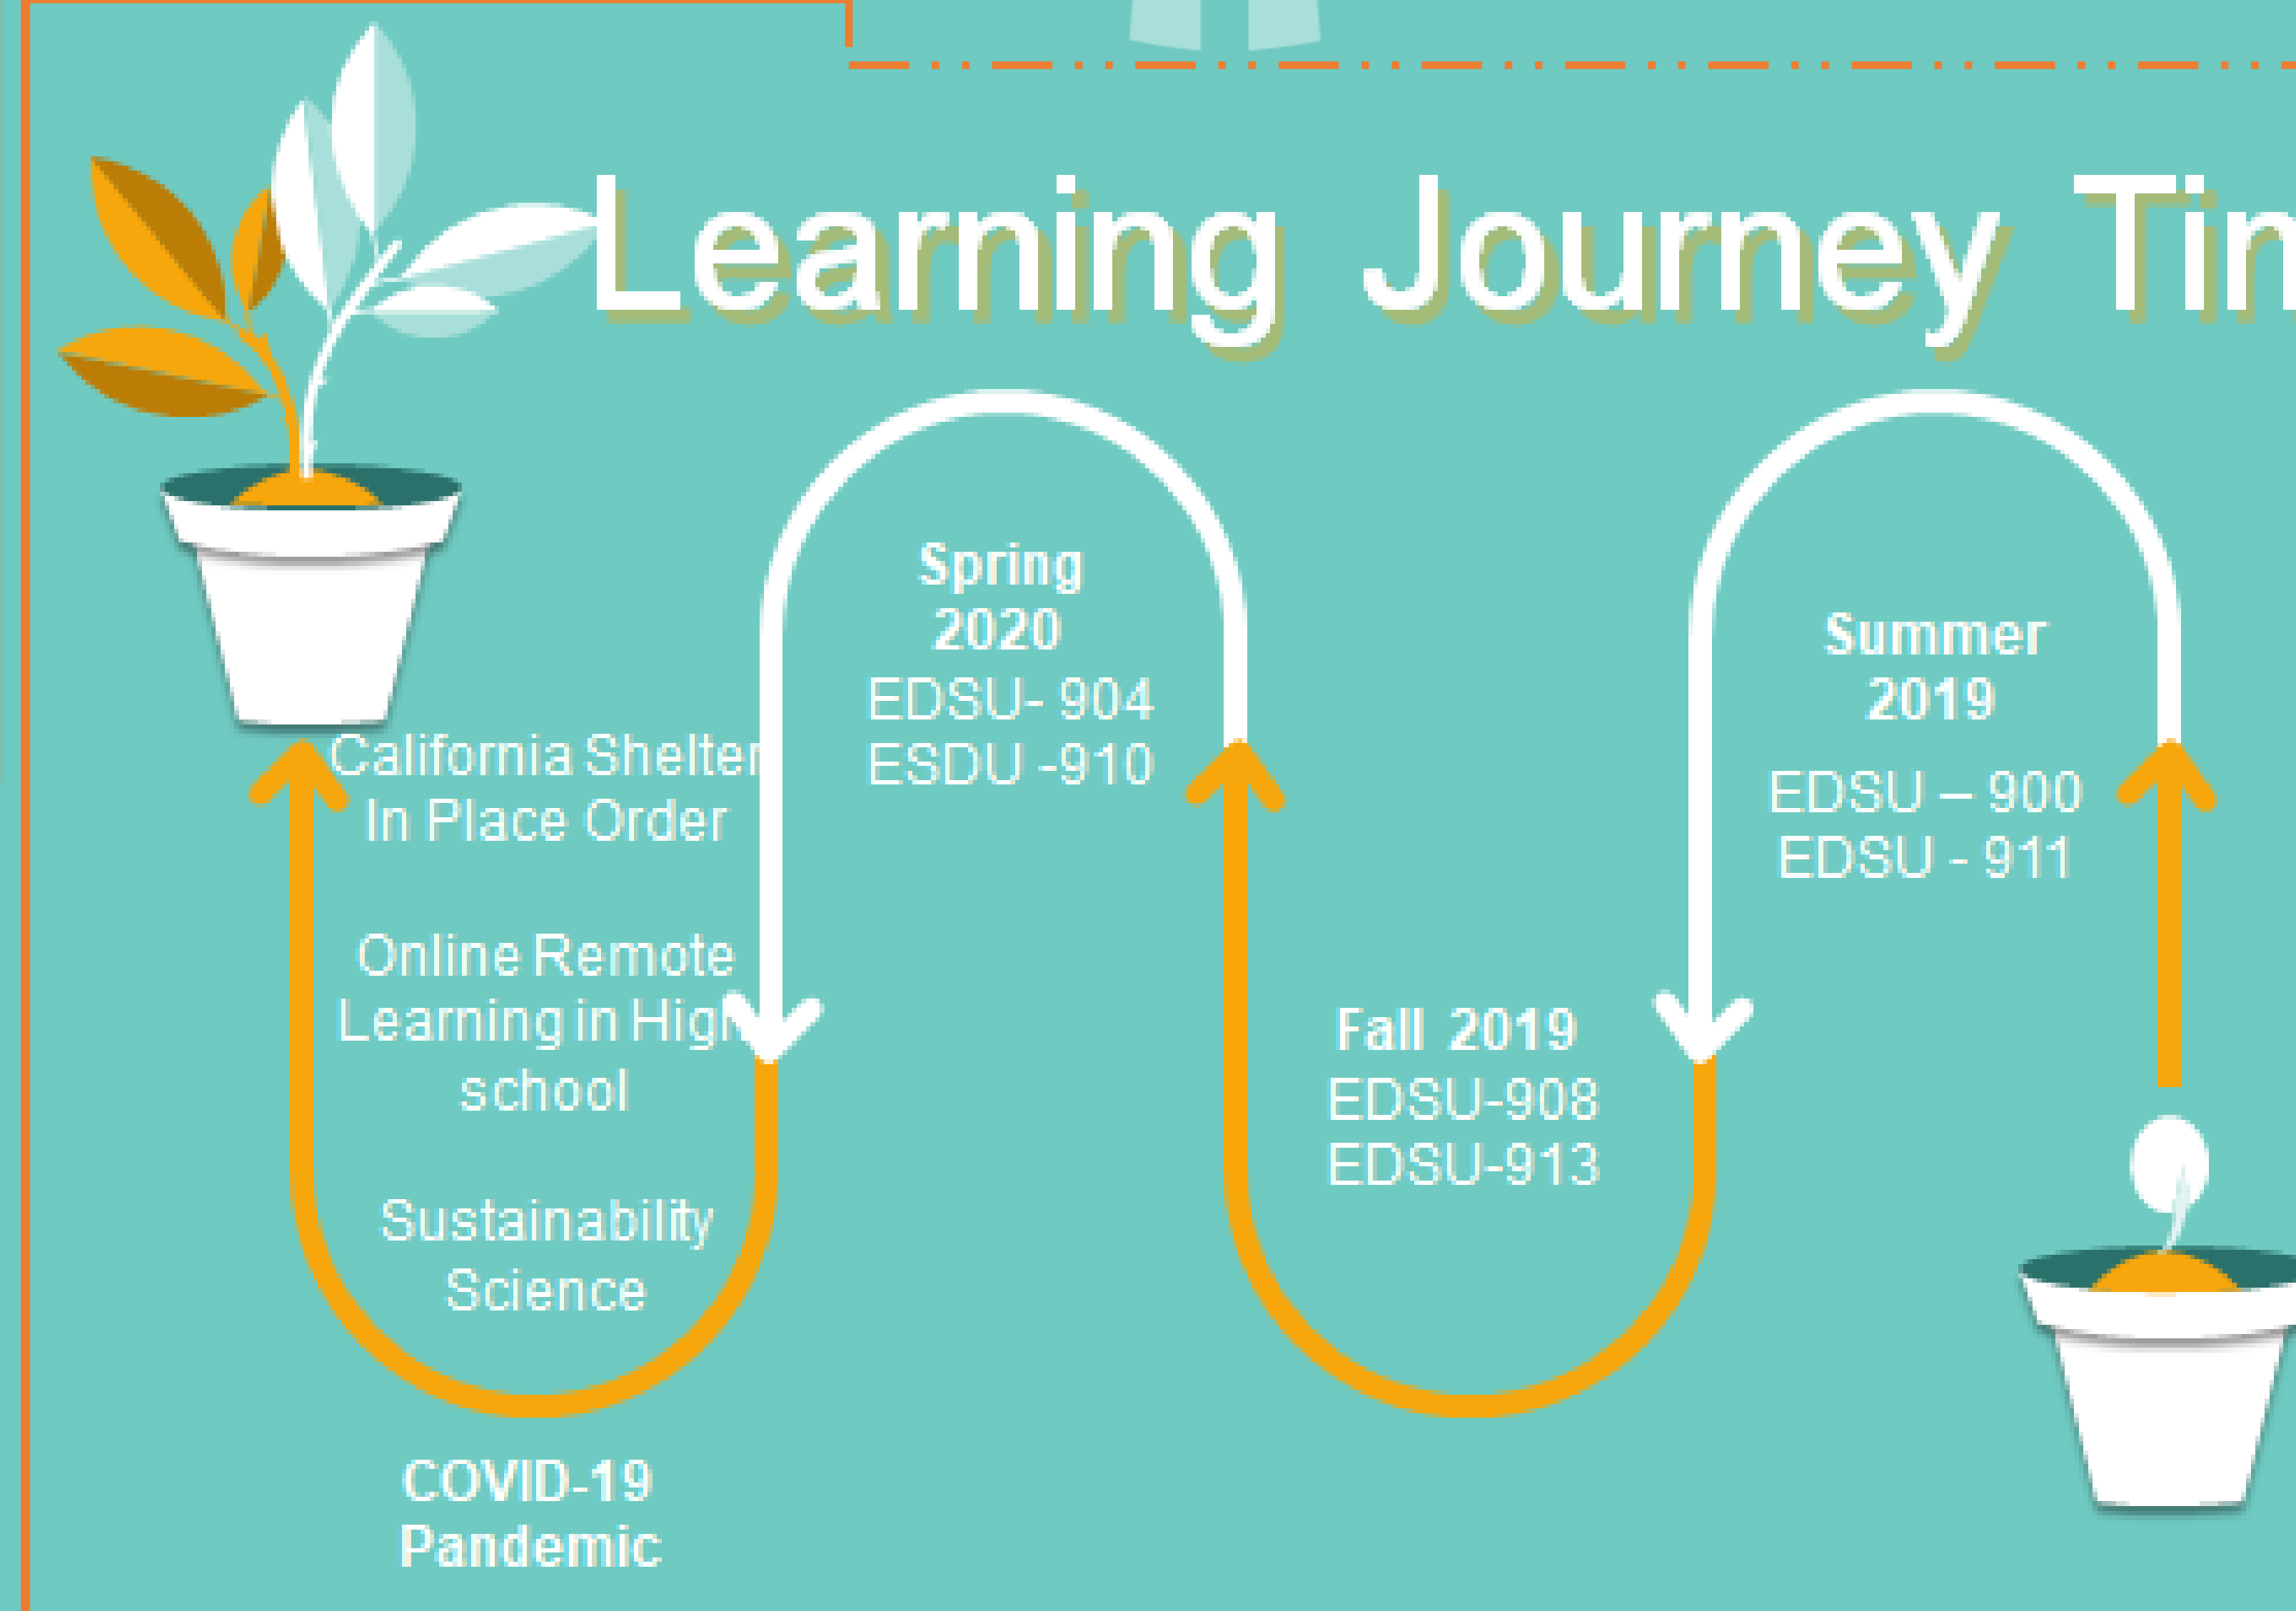 Learning Journey Tin
California Shelter
In Place Order
Online Remote
Learning in High
school
Sustainability
Science
COVID-19
Pandemic
Spring
2020
EDSU- 904
ESDU -910
Fall 2019
EDSU-908
EDSU-913
Summer
2019
EDSU – 900
EDSU - 911